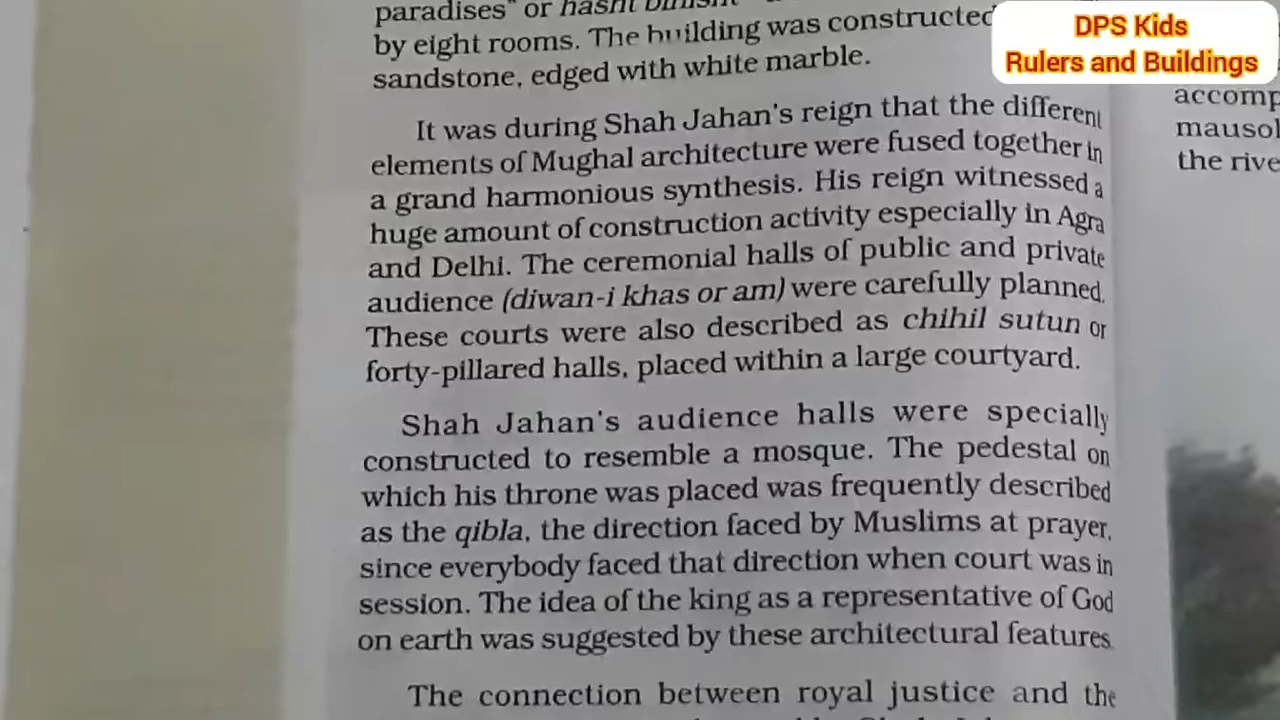 paradises" or hasht bihisht
by eight rooms. The building was constructed
sandstone, edged with white marble.
It was during Shah Jahan's reign that the different
elements of Mughal architecture were fused together in
a grand harmonious synthesis. His reign witnessed a
huge amount of construction activity especially in Agra
and Delhi. The ceremonial halls of public and private
audience (diwan-i khas or am) were carefully planned.
These courts were also described as chihil sutun or
forty-pillared halls, placed within a large courtyard.
Shah Jahan's audience halls were specially
constructed to resemble a mosque. The pedestal on
which his throne was placed was frequently described
as the qibla, the direction faced by Muslims at prayer,
since everybody faced that direction when court was in
session. The idea of the king as a representative of God
on earth was suggested by these architectural features.
The connection between royal justice and the
DPS Kids
Rulers and Buildings
accomp
mausol
the rive